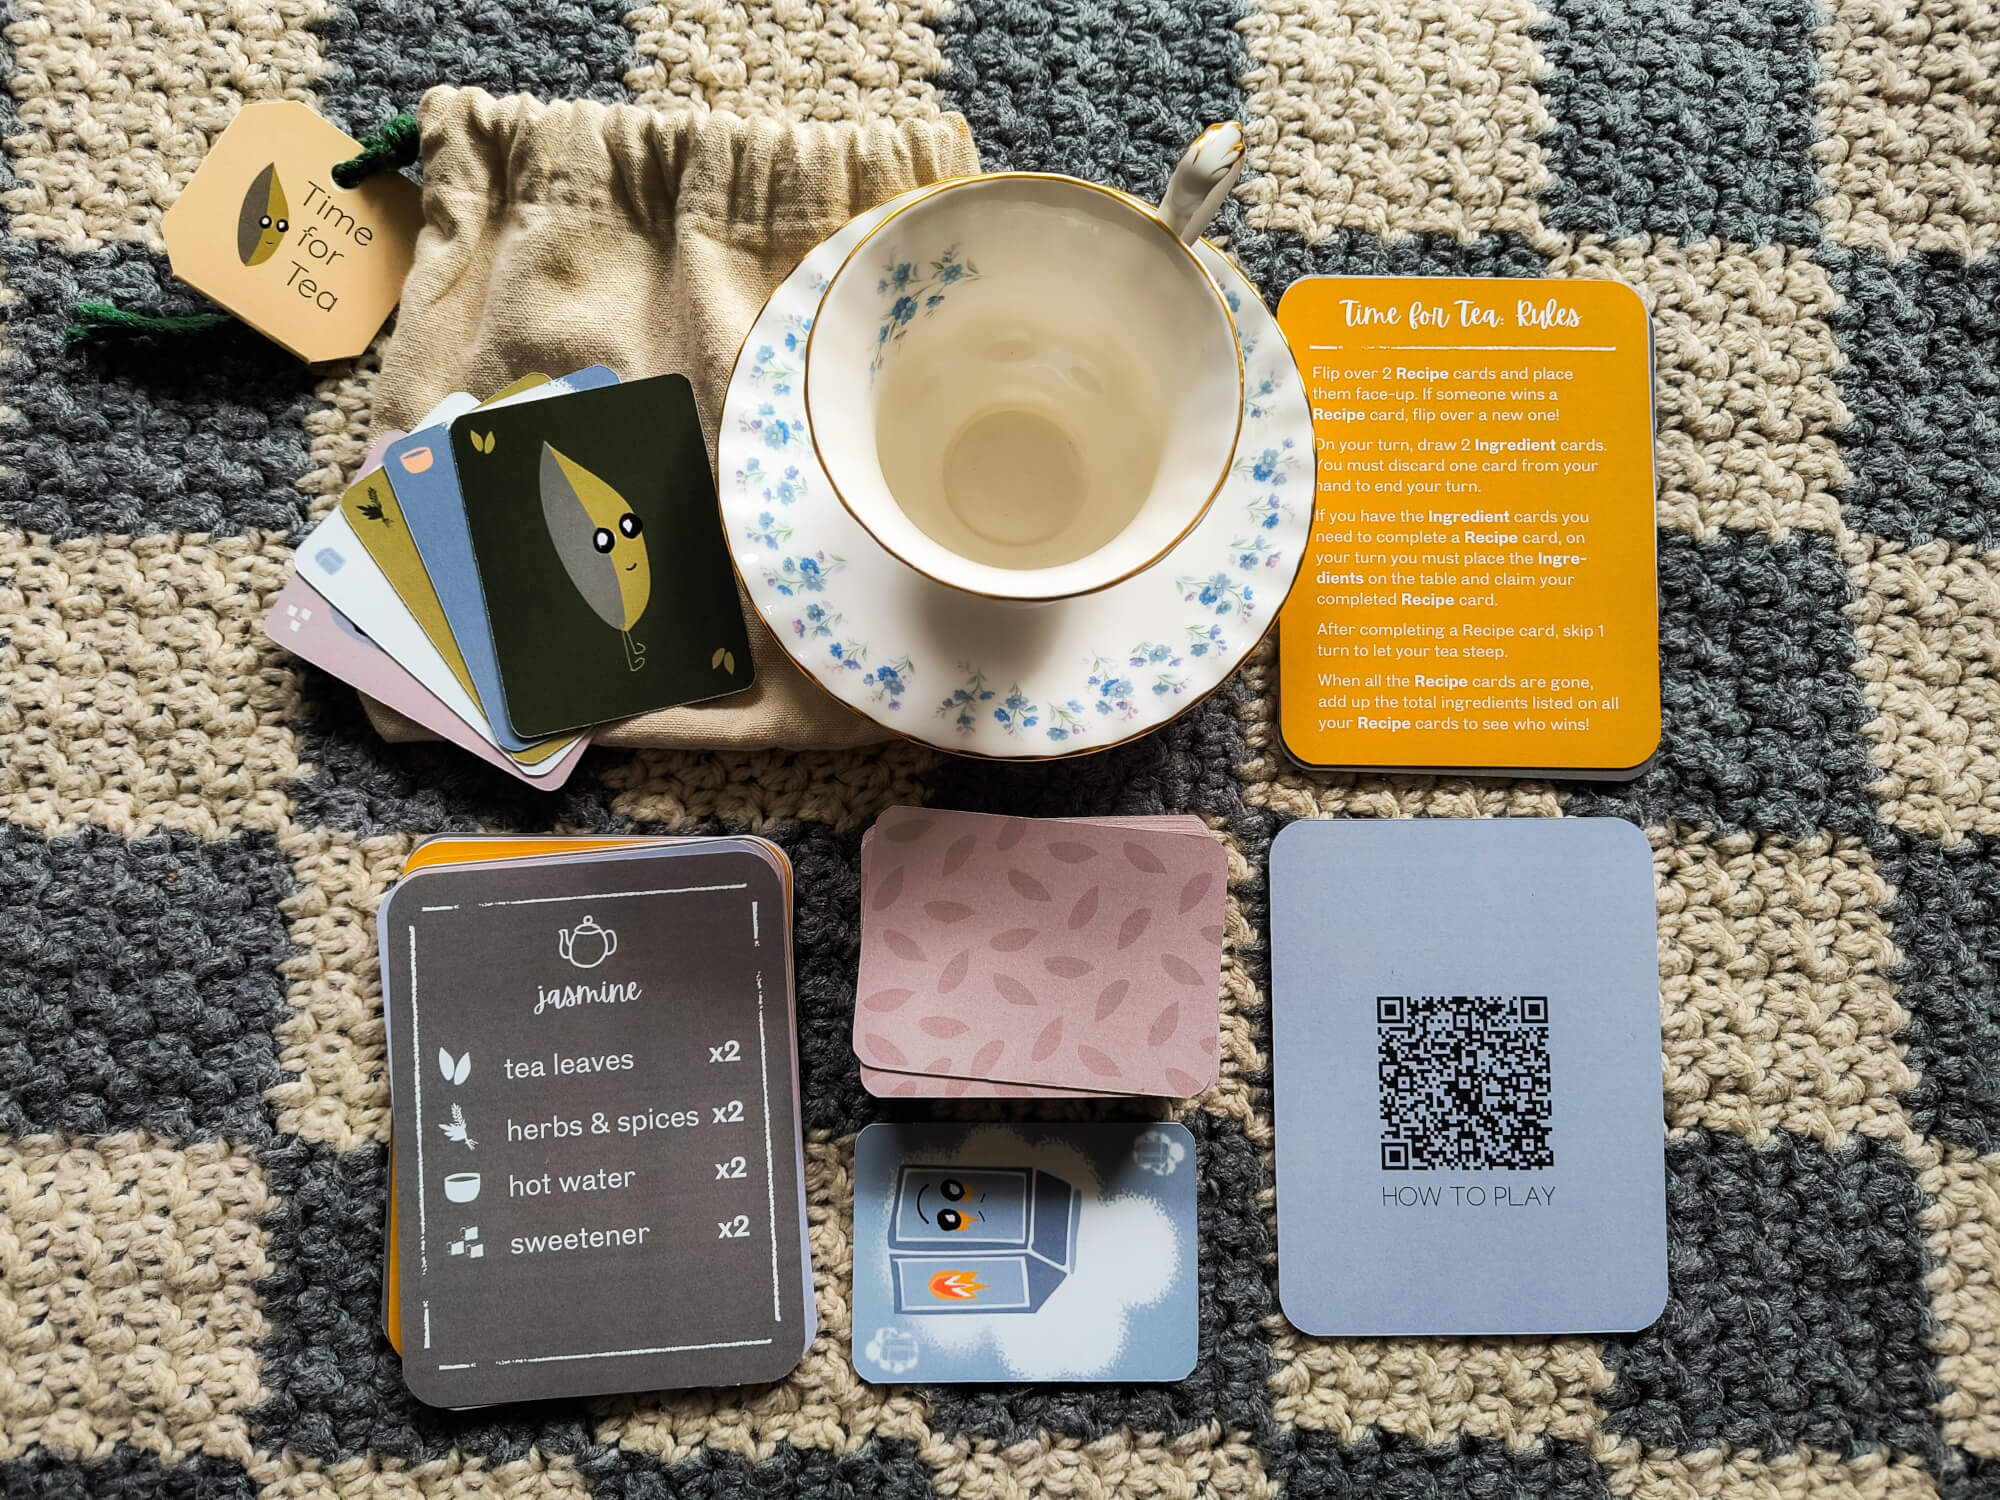 Time
for
Tea
Time for Tea: Rules
Flip over 2 Recipe cards and place
them face-up. If someone wins a
Recipe card, flip over a new one!
On your turn, draw 2 Ingredient cards.
You must discard one card from your
hand to end your turn.
If you have the Ingredient cards you
need to complete a Recipe card, on
your turn you must place the Ingre-
dients on the table and claim your
completed Recipe card.
After completing a Recipe card, skip 1
turn to let your tea steep.
When all the Recipe cards are gone,
add up the total ingredients listed on all
your Recipe cards to see who wins!
jasmine
tea leaves x2
herbs & spices x2
hot water x2
sweetener x2
HOW TO PLAY